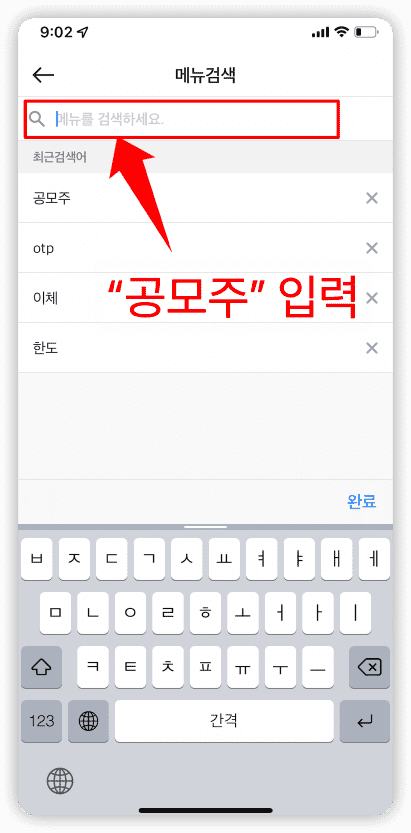 9:02
메뉴검색
메뉴를 검색하세요.
최근검색어
공모주
otp
이체
“공모주” 입력
한도
완료
ㅂ ㅈ ㄷ ㄱ ㅅ ㅛ ㅕ ㅑ ㅐ ㅔ
ㅁ ㄴ ㅇ ㄹ ㅎ ㅗ ㅓ ㅏ ㅣ
ㅋ ㅌ ㅊ ㅍ ㅠ ㅜ ㅡ
123 간격